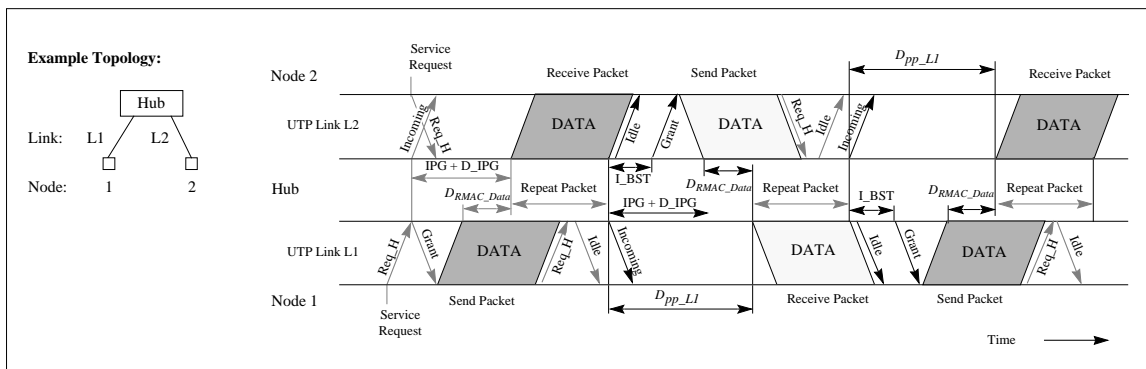 Example Topology:
Hub
Link: L1 L2
Node: 1 2
Service
Request
Node 2
Receive Packet
Send Packet
D_pp_L1
Receive Packet
UTP Link L2
Incoming
Req_H
DATA
Idle
Grant
DATA
Req_H
Idle
Incoming
DATA
IPG + D_IPG
I_BST
Hub
D_RMAC_Data
Repeat Packet
IPG + D_IPG
D_RMAC_Data
Repeat Packet
I_BST
D_RMAC_Data
Repeat Packet
UTP Link L1
Req_H
Grant
DATA
Req_H
Idle
Incoming
DATA
Idle
Grant
DATA
Req_H
Idle
Node 1
Service
Request
Send Packet
D_pp_L1
Receive Packet
Send Packet
Time